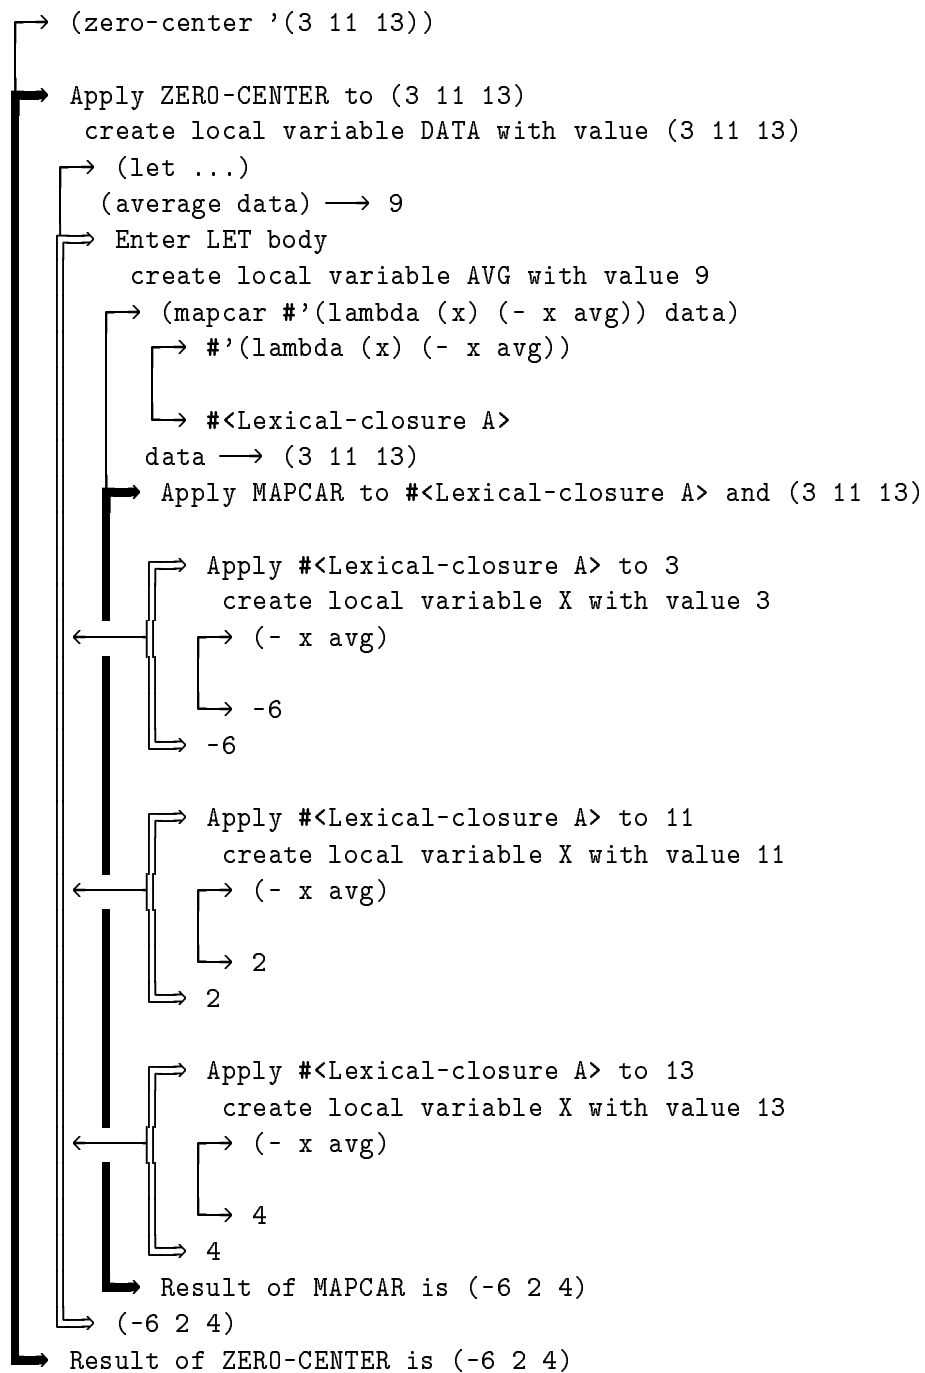 (zero-center ’(3 11 13))
Apply ZERO-CENTER to (3 11 13)
create local variable DATA with value (3 11 13)
(let ...)
(average data) ⟶ 9
Enter LET body
create local variable AVG with value 9
(mapcar #’(lambda (x) (- x avg)) data)
#’(lambda (x) (- x avg))
#<Lexical-closure A>
data ⟶ (3 11 13)
Apply MAPCAR to #<Lexical-closure A> and (3 11 13)
Apply #<Lexical-closure A> to 3
create local variable X with value 3
(- x avg)
-6
-6
Apply #<Lexical-closure A> to 11
create local variable X with value 11
(- x avg)
2
2
Apply #<Lexical-closure A> to 13
create local variable X with value 13
(- x avg)
4
4
Result of MAPCAR is (-6 2 4)
(-6 2 4)
Result of ZERO-CENTER is (-6 2 4)